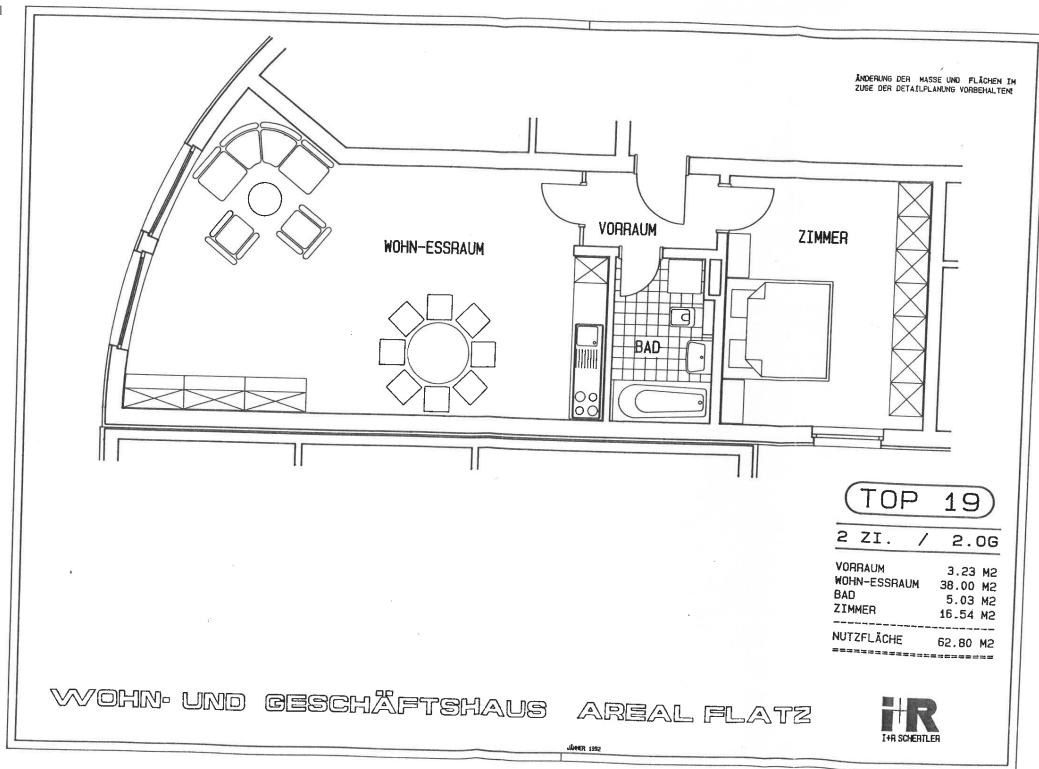 ÄNDERUNG DER MASSE UND FLÄCHEN IM
ZUGE DER DETAILPLANUNG VORBEHALTEN!
WOHN-ESSRAUM
VORRAUM
ZIMMER
BAD
TOP 19
2 ZI. / 2.OG
VORRAUM 3.23 M2
WOHN-ESSRAUM 38.00 M2
BAD 5.03 M2
ZIMMER 16.54 M2
NUTZFLÄCHE 62.80 M2
WOHN- UND GESCHÄFTSHAUS AREAL FLATZ
I+R
I+R SCHERTLER
JÄNNER 1992